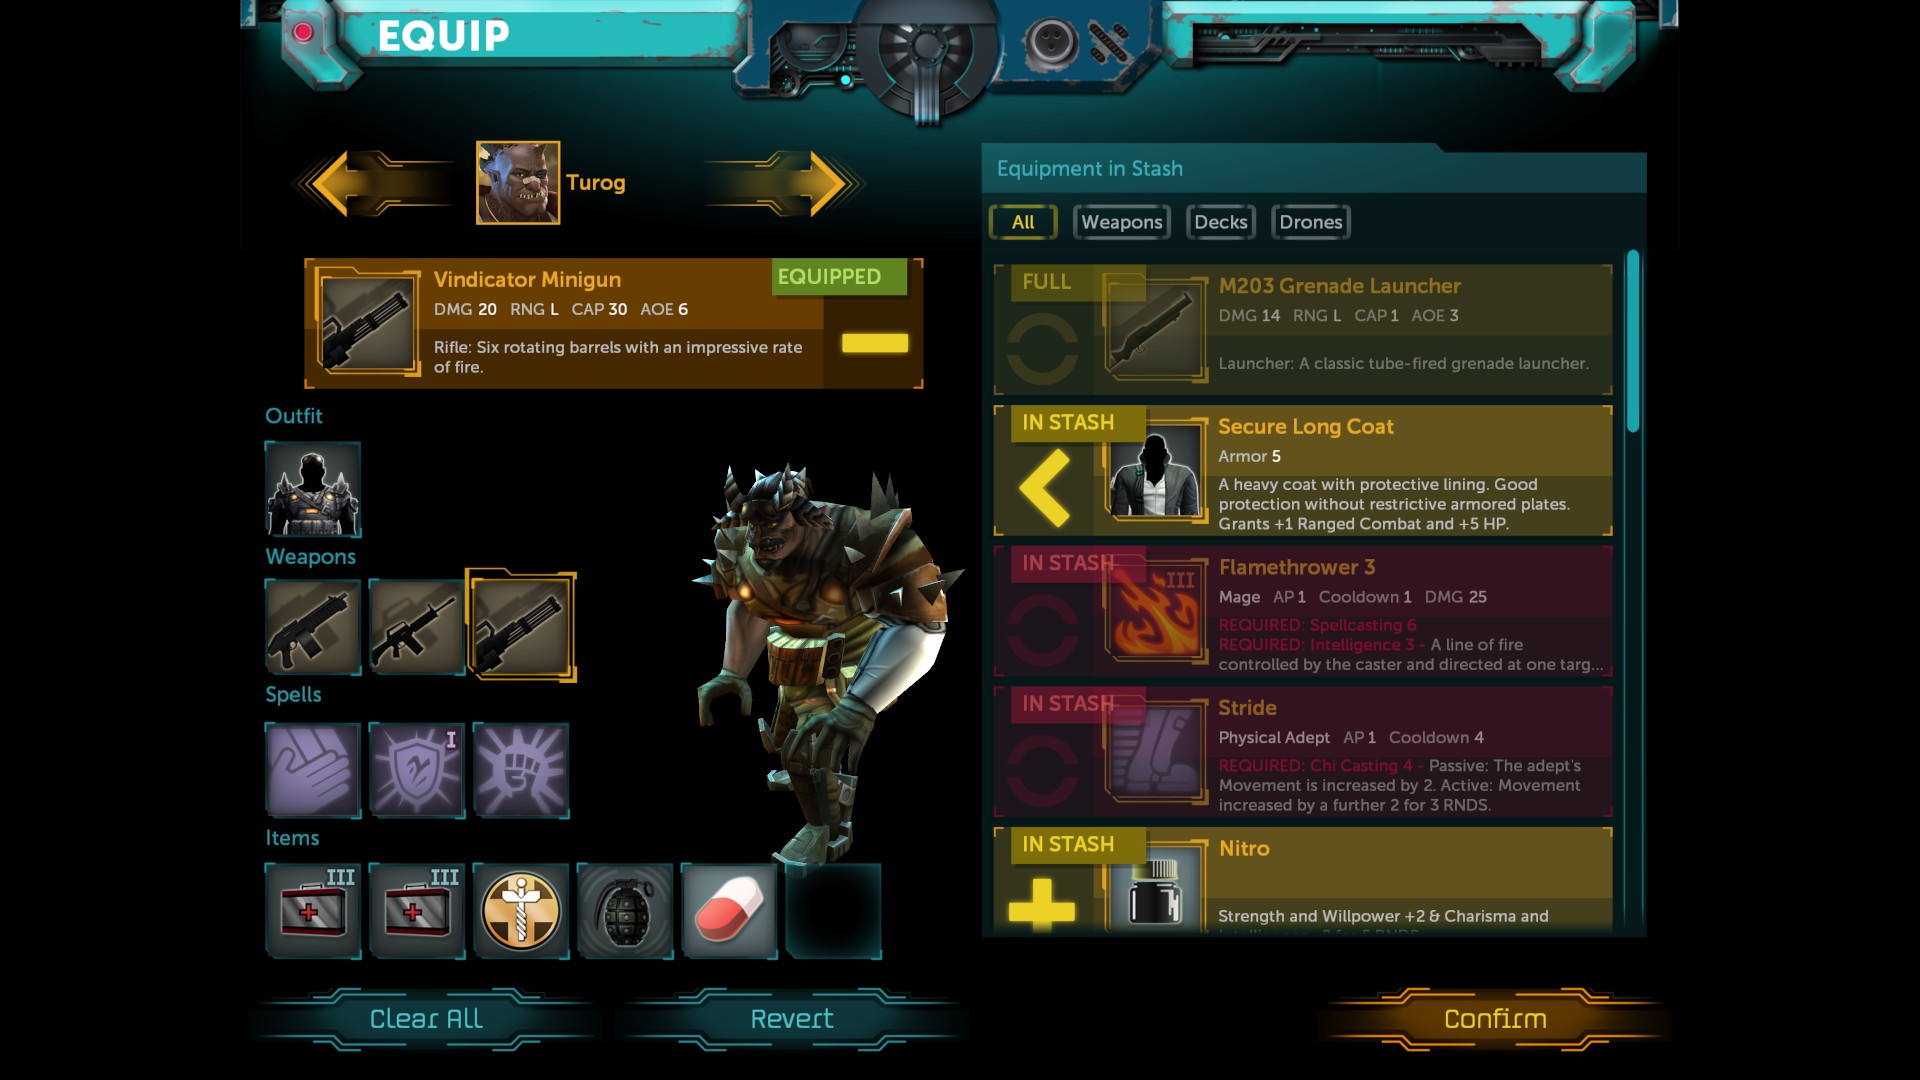 EQUIP
Turog
Vindicator Minigun
EQUIPPED
DMG 20 RNG L CAP 30 AOE 6
Rifle: Six rotating barrels with an impressive rate
of fire.
Outfit
Weapons
Spells
I
Items
III
III
Clear All
Revert
Equipment in Stash
All
Weapons
Decks
Drones
FULL
M203 Grenade Launcher
DMG 14 RNG L CAP 1 AOE 3
Launcher: A classic tube-fired grenade launcher.
IN STASH
Secure Long Coat
Armor 5
A heavy coat with protective lining. Good
protection without restrictive armored plates.
Grants +1 Ranged Combat and +5 HP.
IN STASH
III
Flamethrower 3
Mage AP 1 Cooldown 1 DMG 25
REQUIRED: Spellcasting 6
REQUIRED: Intelligence 3 - A line of fire
controlled by the caster and directed at one targ...
IN STASH
Stride
Physical Adept AP 1 Cooldown 4
REQUIRED: Chi Casting 4 - Passive: The adept's
Movement is increased by 2. Active: Movement
increased by a further 2 for 3 RNDS.
IN STASH
Nitro
Strength and Willpower +2 & Charisma and
Confirm